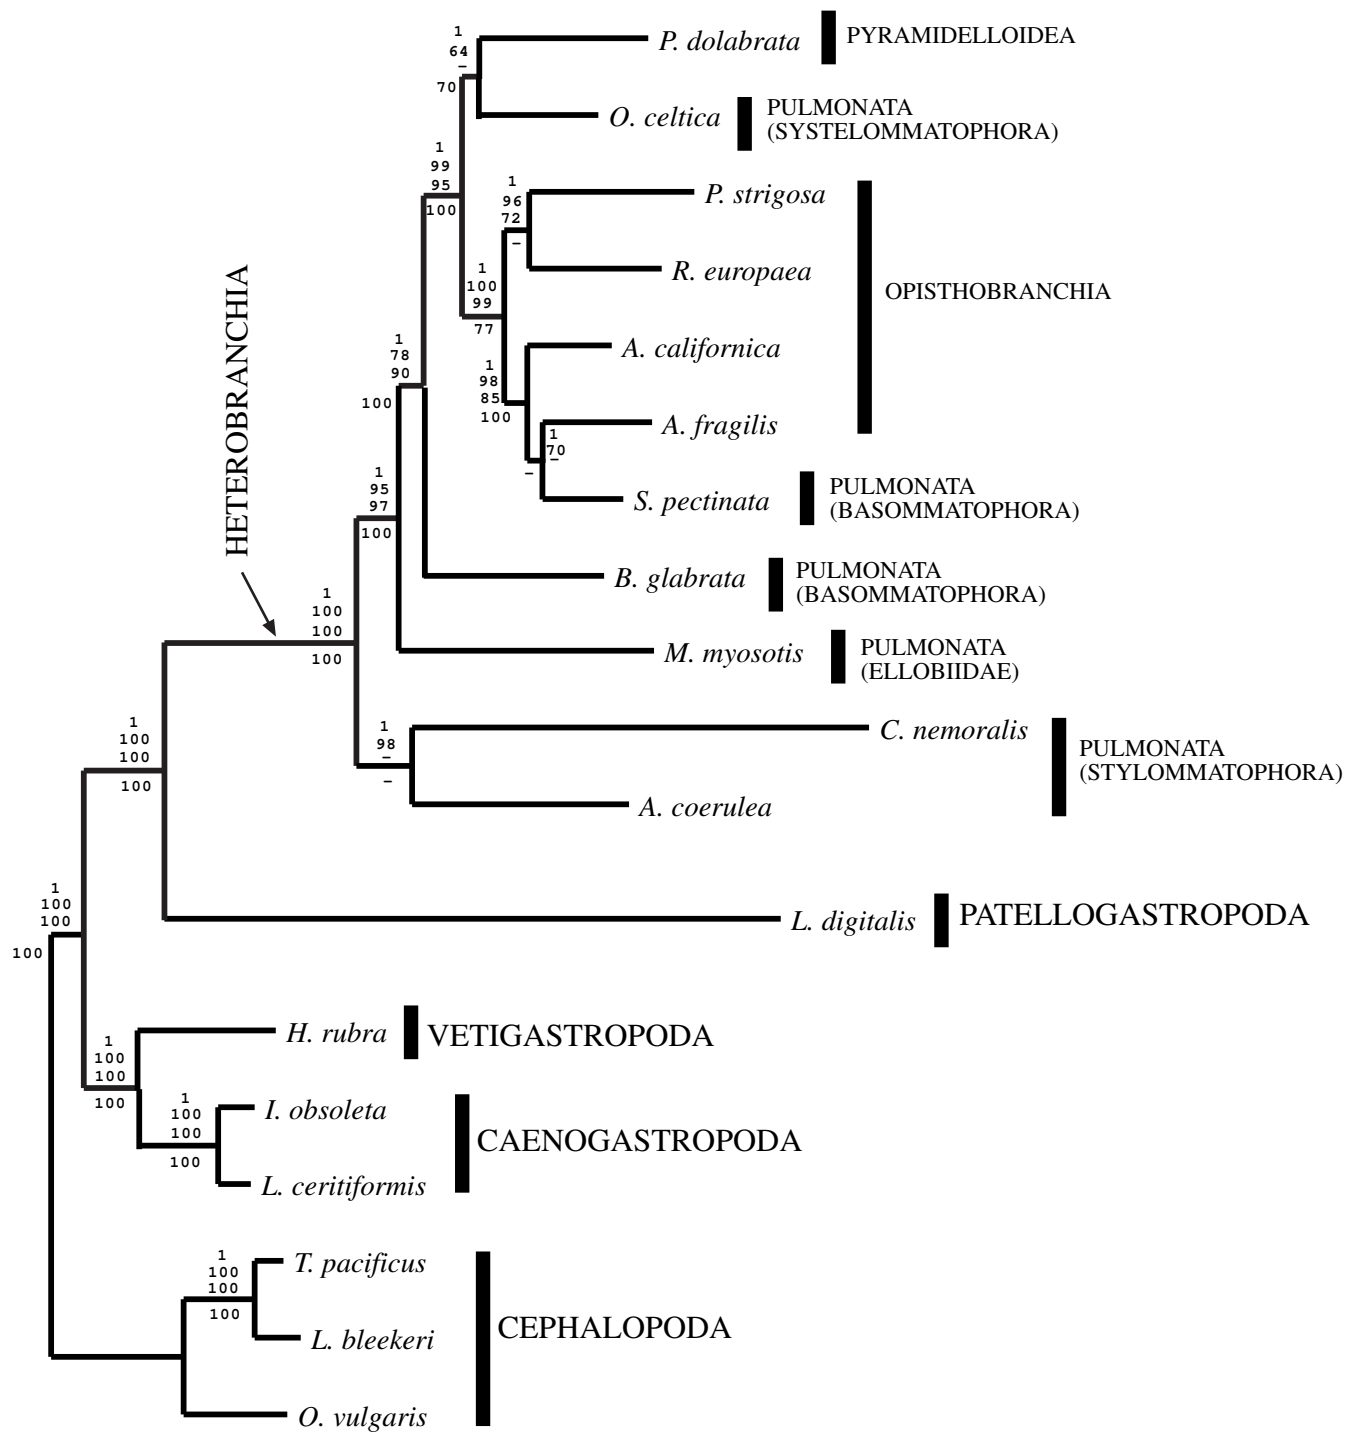 1
64
–
70
P. dolabrata
PYRAMIDELLOIDEA
O. celtica
PULMONATA
(SYSTELOMMATOPHORA)
1
99
95
100
1
96
72
–
P. strigosa
R. europaea
OPISTHOBRANCHIA
1
100
99
77
A. californica
1
98
85
100
A. fragilis
1
70
–
–
S. pectinata
PULMONATA
(BASOMMATOPHORA)
1
78
90
100
B. glabrata
PULMONATA
(BASOMMATOPHORA)
1
95
97
100
M. myosotis
PULMONATA
(ELLOBIIDAE)
HETEROBRANCHIA
1
100
100
100
C. nemoralis
1
98
–
–
PULMONATA
(STYLOMMATOPHORA)
A. coerulea
1
100
100
100
L. digitalis
PATELLOGASTROPODA
1
100
100
100
H. rubra
VETIGASTROPODA
1
100
100
100
I. obsoleta
1
100
100
100
CAENOGASTROPODA
L. ceritiformis
T. pacificus
1
100
100
100
L. bleekeri
CEPHALOPODA
O. vulgaris